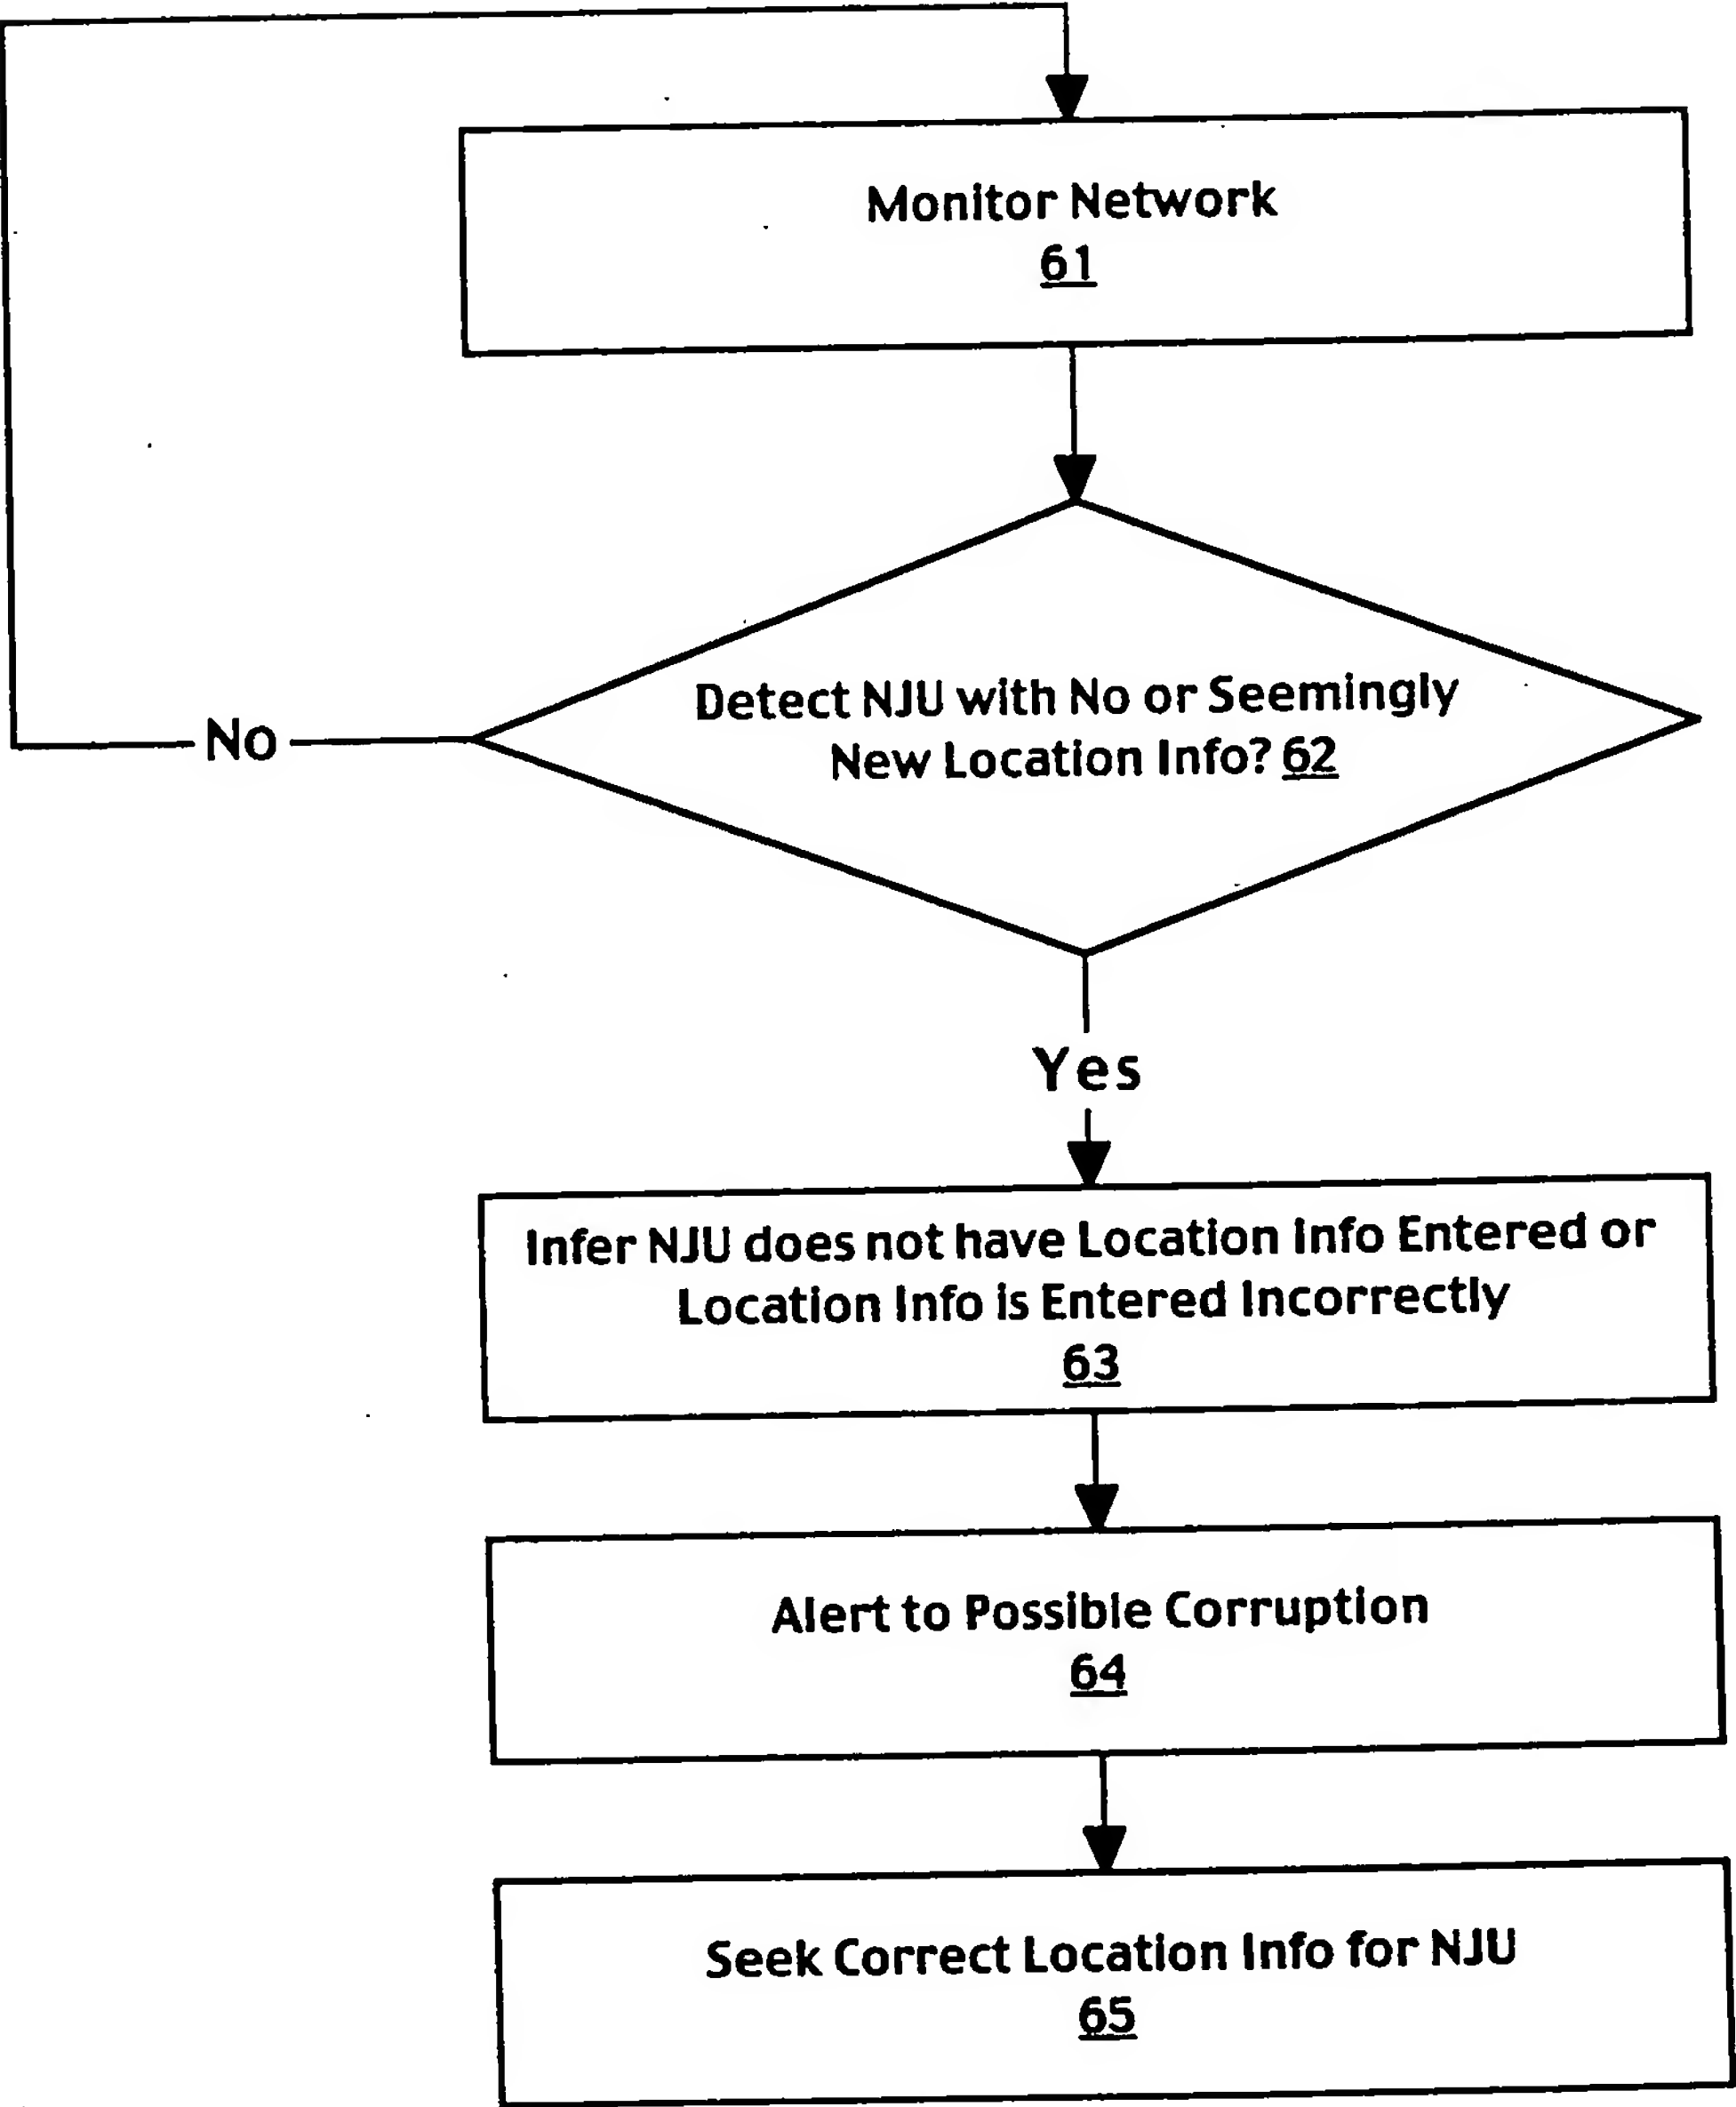 Monitor Network
61
Detect NJU with No or Seemingly
New Location Info? 62
No
Yes
Infer NJU does not have Location Info Entered or
Location Info is Entered Incorrectly
63
Alert to Possible Corruption
64
Seek Correct Location Info for NJU
65